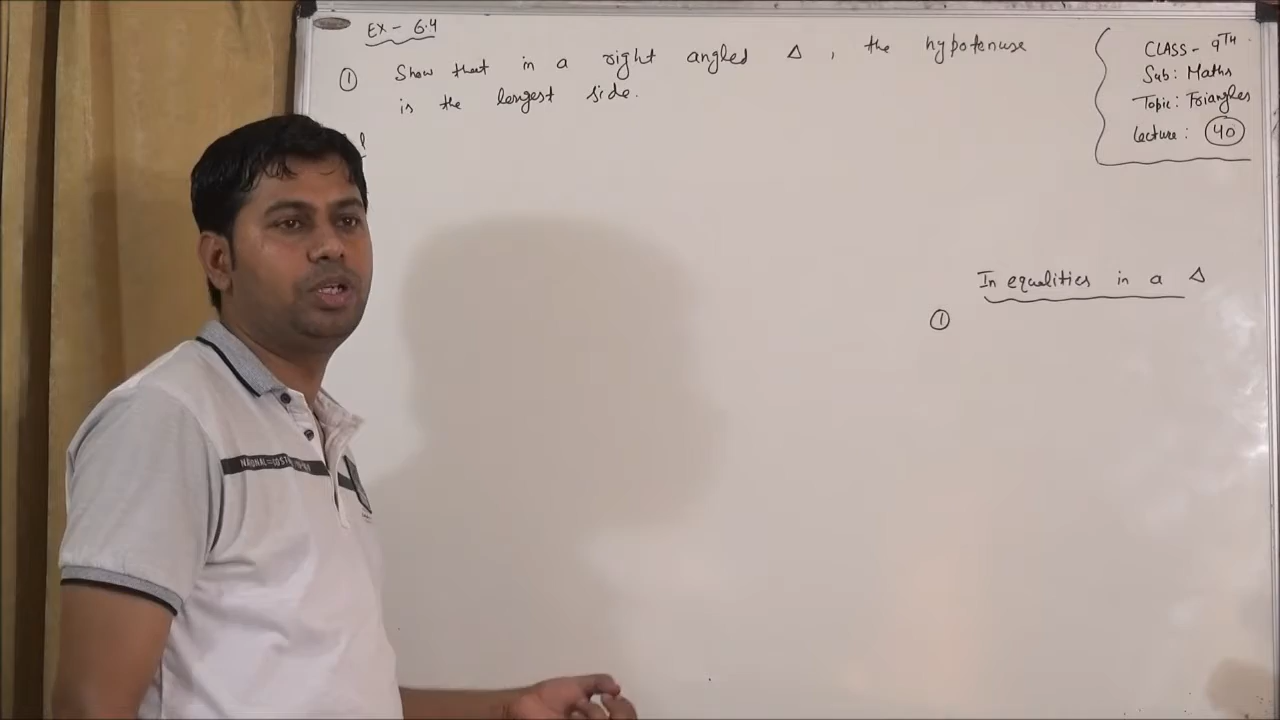 EX - 6.4
① Show that in a right angled Δ, the hypotenuse
is the longest side.
CLASS - 9TH
Sub: Maths
Topic: Triangles
Lecture: 40
In equalities in a Δ
①